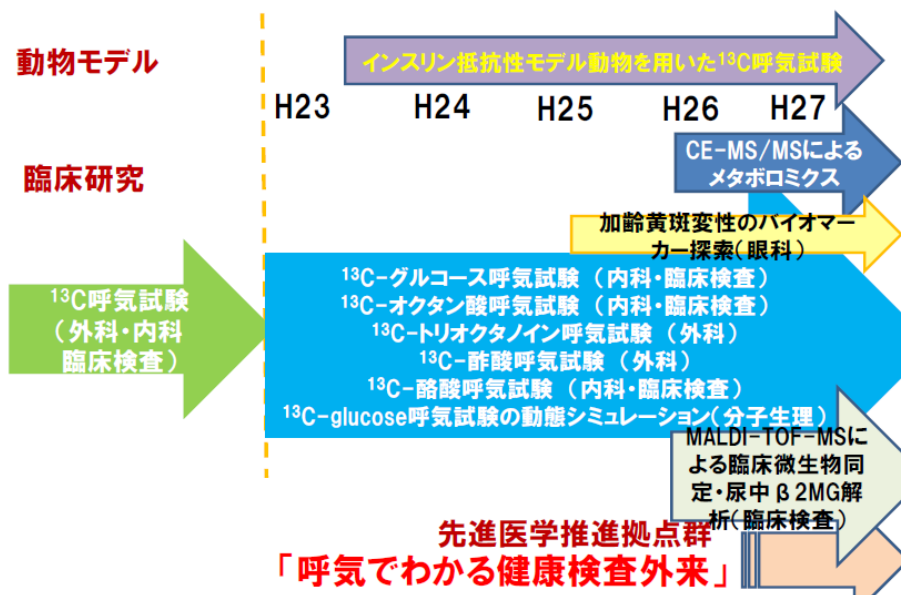 動物モデル
インスリン抵抗性モデル動物を用いた¹³C呼気試験
H23 H24 H25 H26 H27
臨床研究
CE-MS/MSによる
メタボロミクス
加齢黄斑変性のバイオマー
カー探索(眼科)
¹³C呼気試験
(外科・内科
臨床検査)
¹³C-グルコース呼気試験 (内科・臨床検査)
¹³C-オクタン酸呼気試験 (内科・臨床検査)
¹³C-トリオクタノイン呼気試験 (外科)
¹³C-酢酸呼気試験 (外科)
¹³C-酪酸呼気試験 (内科・臨床検査)
¹³C-glucose呼気試験の動態シミュレーション(分子生理)
MALDI-TOF-MSに
よる臨床微生物同
定・尿中β2MG解
析(臨床検査)
先進医学推進拠点群
「呼気でわかる健康検査外来」